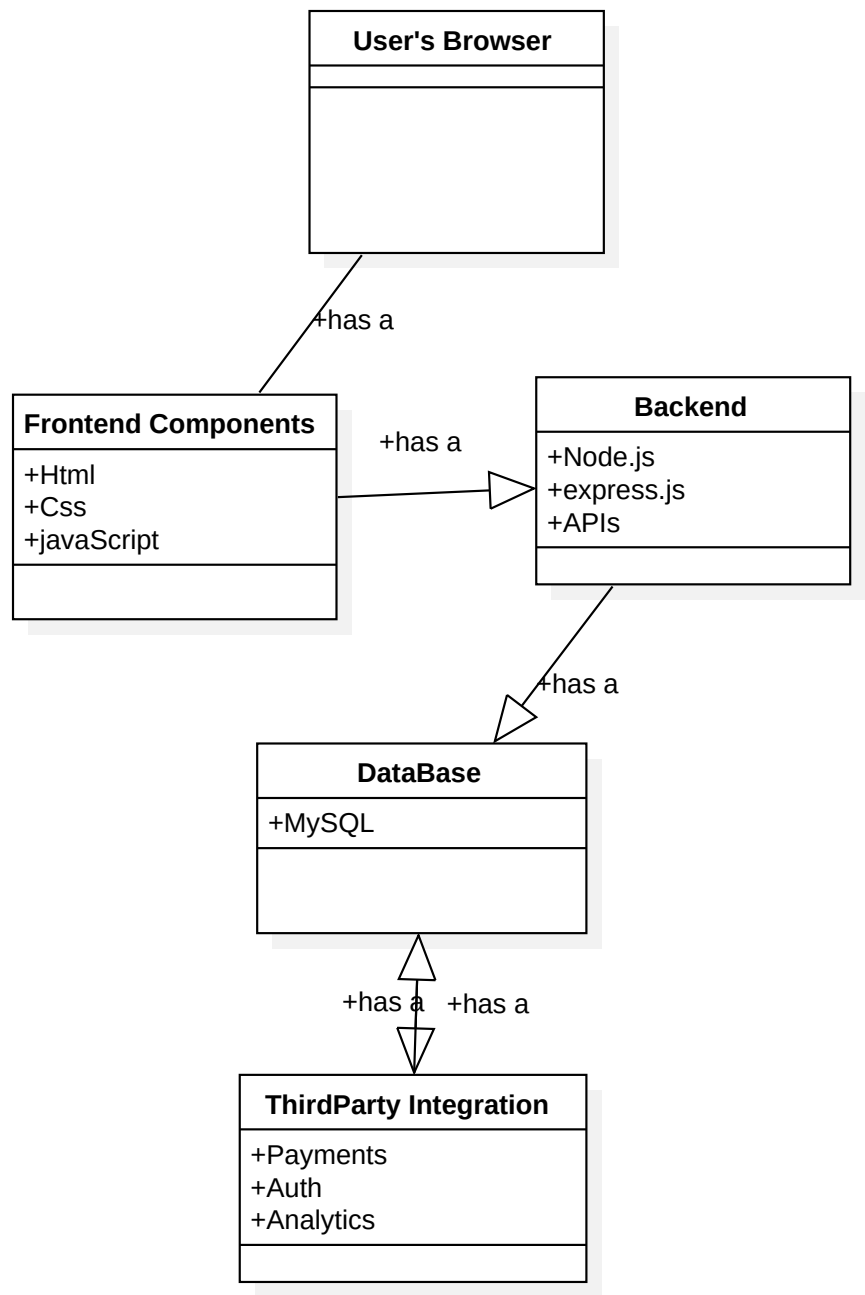 User's Browser
+has a
Frontend Components
+Html
+Css
+javaScript
+has a
Backend
+Node.js
+express.js
+APIs
+has a
DataBase
+MySQL
+has a
+has a
ThirdParty Integration
+Payments
+Auth
+Analytics